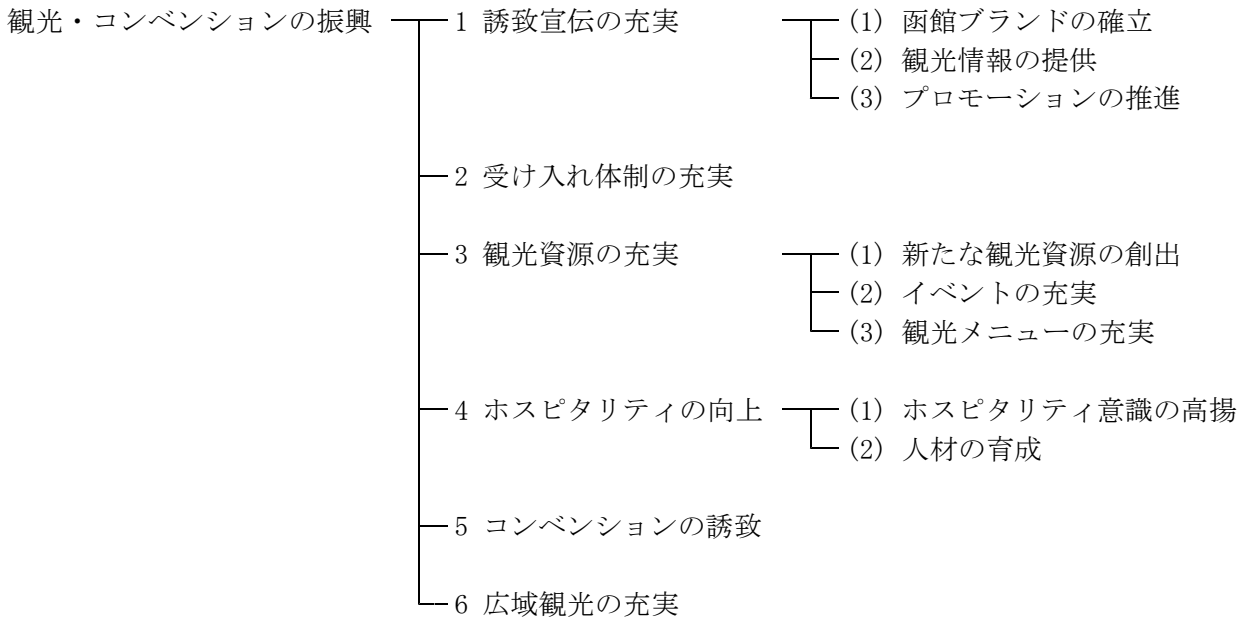 観光・コンベンションの振興 1 誘致宣伝の充実 (1) 函館ブランドの確立
(2) 観光情報の提供
(3) プロモーションの推進
2 受け入れ体制の充実
3 観光資源の充実 (1) 新たな観光資源の創出
(2) イベントの充実
(3) 観光メニューの充実
4 ホスピタリティの向上 (1) ホスピタリティ意識の高揚
(2) 人材の育成
5 コンベンションの誘致
6 広域観光の充実